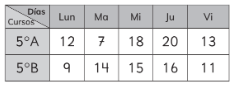 Días
Cursos Lun Ma Mi Ju Vi
5°A 12 7 18 20 13
5°B 9 14 15 16 11